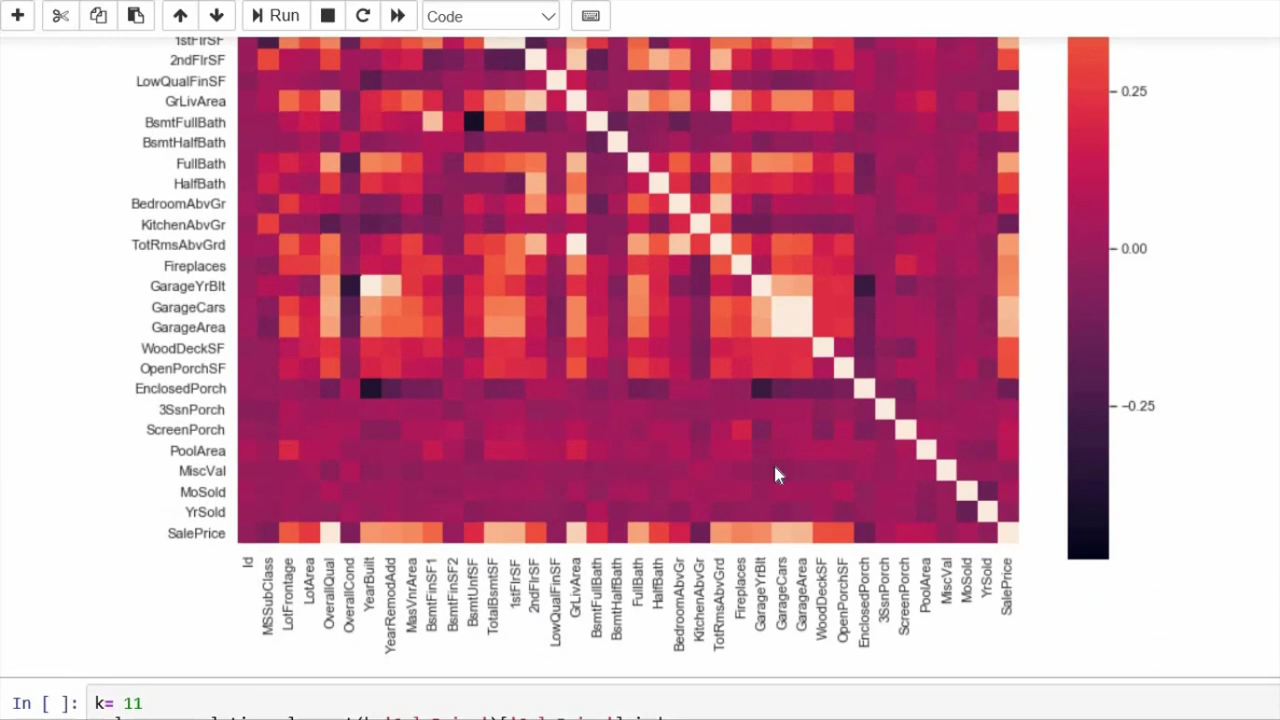 Run
Code
1stFlrSF
2ndFlrSF
LowQualFinSF
GrLivArea
BsmtFullBath
BsmtHalfBath
FullBath
HalfBath
BedroomAbvGr
KitchenAbvGr
TotRmsAbvGrd
Fireplaces
GarageYrBlt
GarageCars
GarageArea
WoodDeckSF
OpenPorchSF
EnclosedPorch
3SsnPorch
ScreenPorch
PoolArea
MiscVal
MoSold
YrSold
SalePrice
0.25
0.00
−0.25
Id
MSSubClass
LotFrontage
LotArea
OverallQual
OverallCond
YearBuilt
YearRemodAdd
MasVnrArea
BsmtFinSF1
BsmtFinSF2
BsmtUnfSF
TotalBsmtSF
1stFlrSF
2ndFlrSF
LowQualFinSF
GrLivArea
BsmtFullBath
BsmtHalfBath
FullBath
HalfBath
BedroomAbvGr
KitchenAbvGr
TotRmsAbvGrd
Fireplaces
GarageYrBlt
GarageCars
GarageArea
WoodDeckSF
OpenPorchSF
EnclosedPorch
3SsnPorch
ScreenPorch
PoolArea
MiscVal
MoSold
YrSold
SalePrice
In [ ]: k= 11